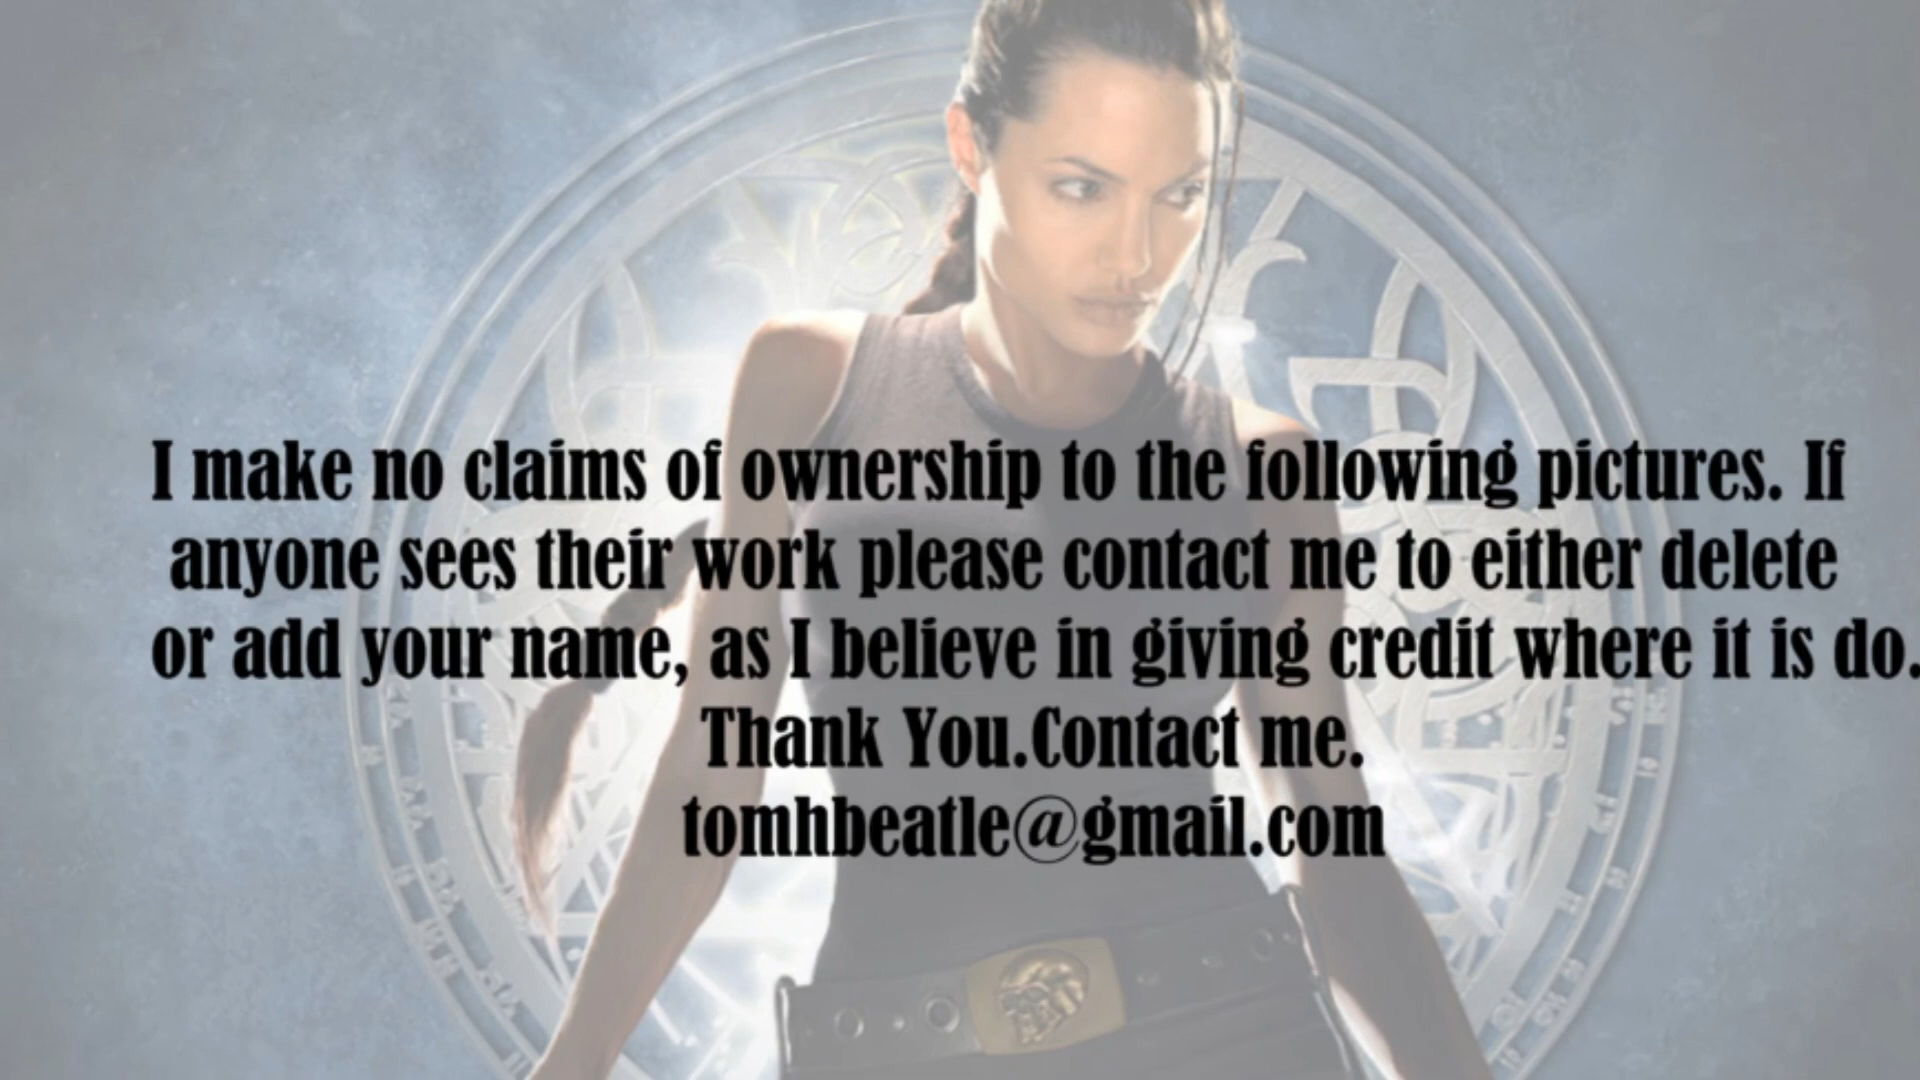 I make no claims of ownership to the following pictures. If
anyone sees their work please contact me to either delete
or add your name, as I believe in giving credit where it is do.
Thank You.Contact me.
tomhbeatle@gmail.com